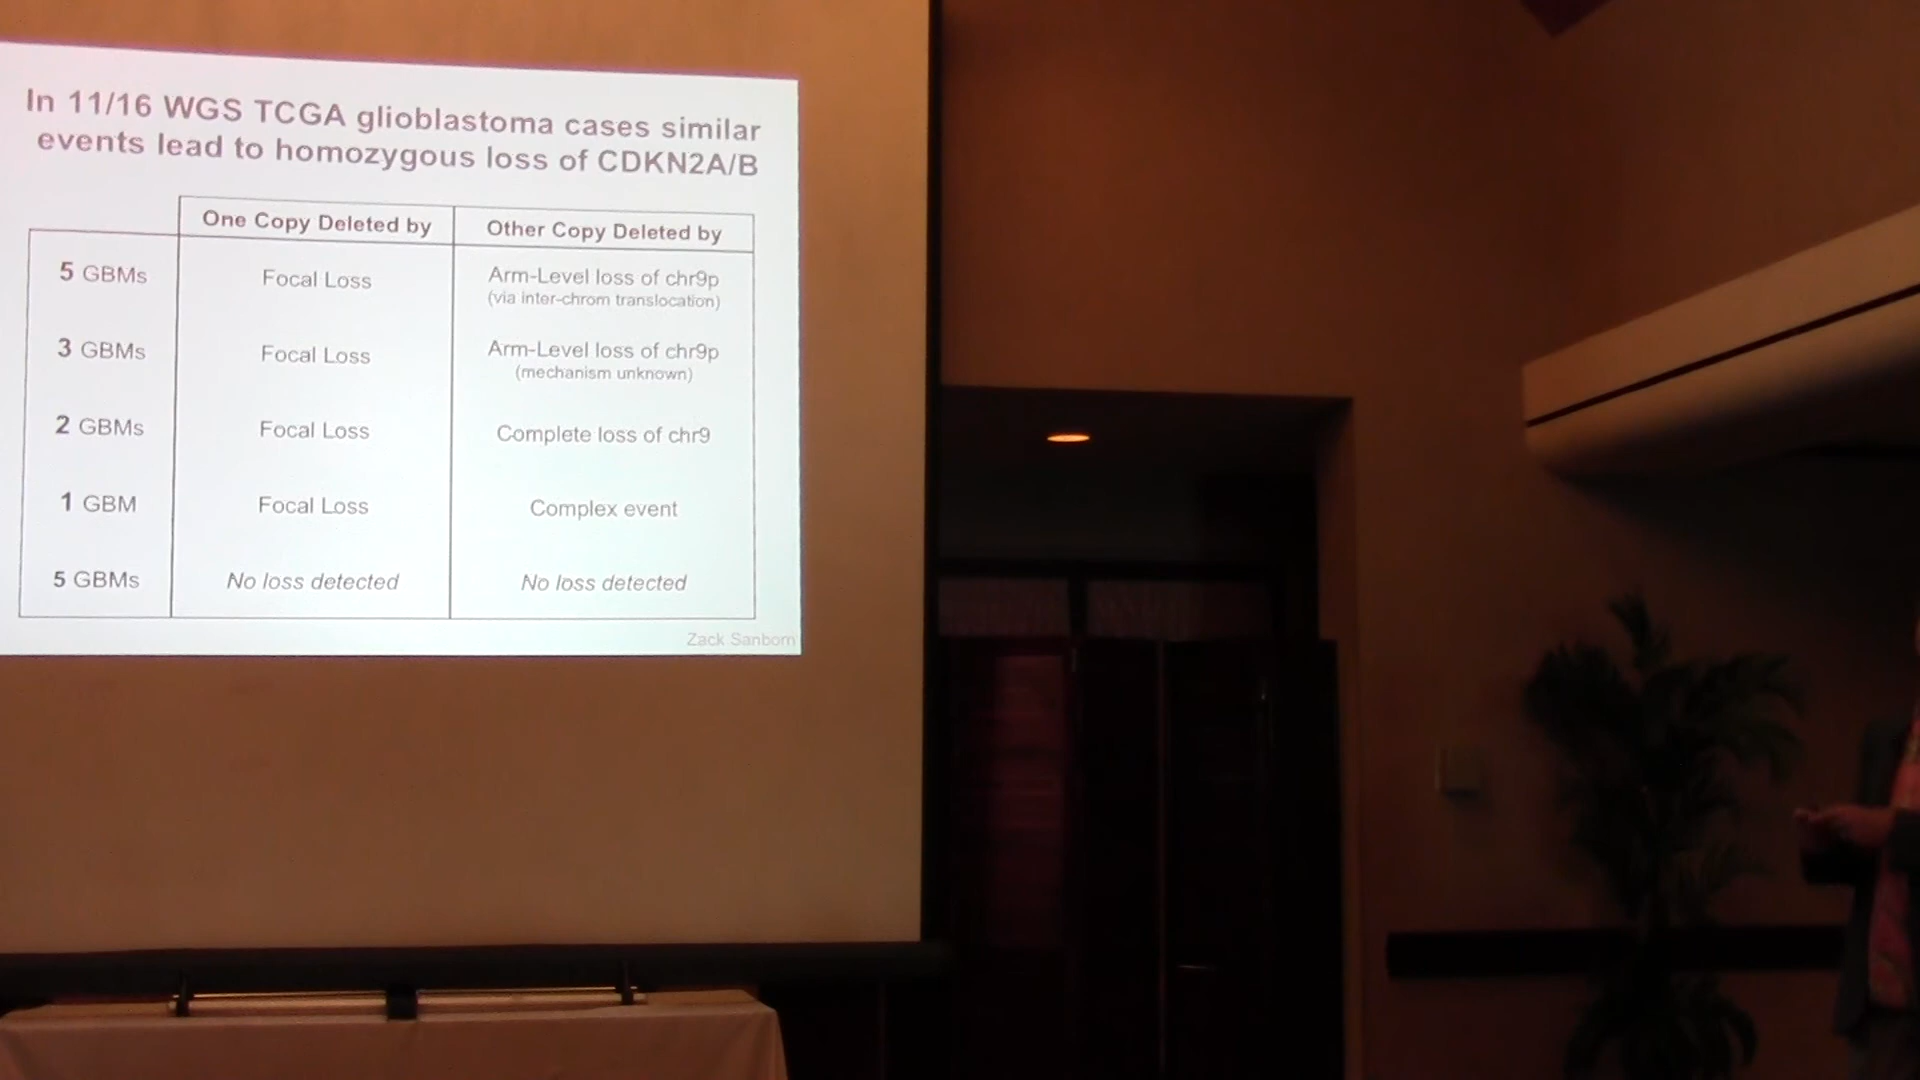 In 11/16 WGS TCGA glioblastoma cases similar
events lead to homozygous loss of CDKN2A/B
One Copy Deleted by Other Copy Deleted by
5 GBMs Focal Loss Arm-Level loss of chr9p
(via inter-chrom translocation)
3 GBMs Focal Loss Arm-Level loss of chr9p
(mechanism unknown)
2 GBMs Focal Loss Complete loss of chr9
1 GBM Focal Loss Complex event
5 GBMs No loss detected No loss detected
Zack Sanborn